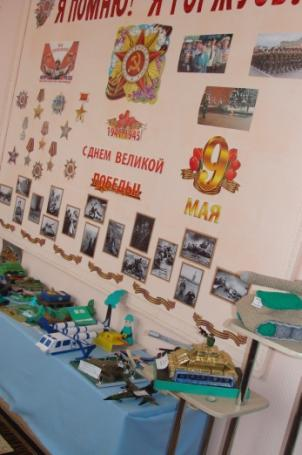 Я ПОМНЮ! Я ГОРЖУСЬ!
1941-1945
С ДНЕМ ВЕЛИКОЙ
ПОБЕДЫ!
9
МАЯ